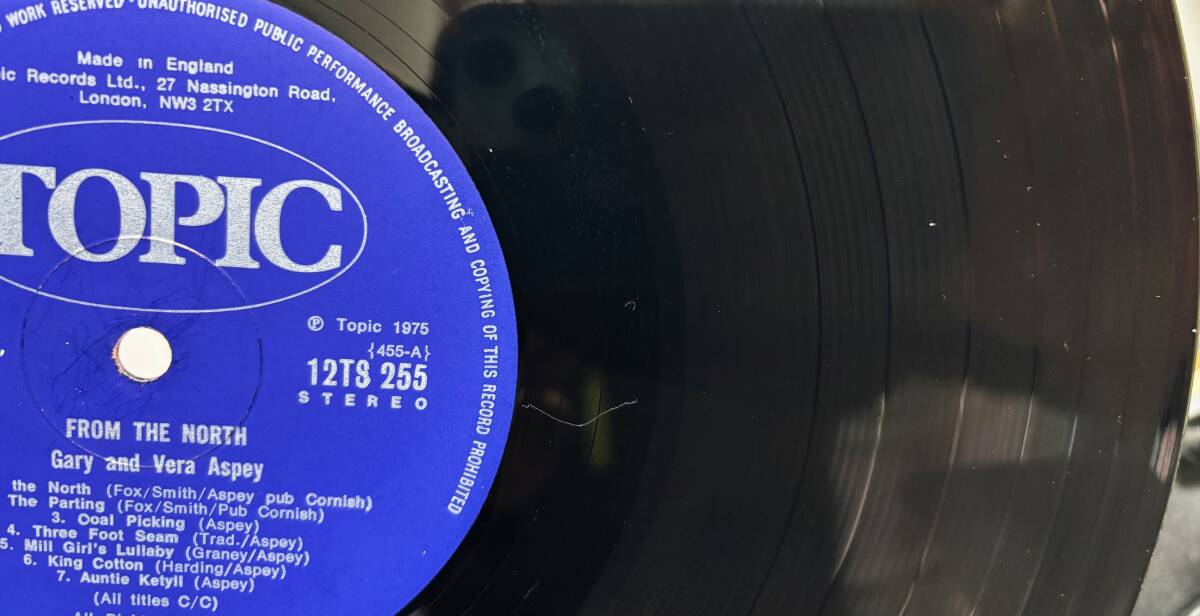 WORK RESERVED · UNAUTHORISED PUBLIC PERFORMANCE BROADCASTING AND COPYING OF THIS RECORD PROHIBITED
Made in England
ic Records Ltd., 27 Nassington Road,
London, NW3 2TX
TOPIC
℗ Topic 1975
{455-A}
12TS 255
STEREO
FROM THE NORTH
Gary and Vera Aspey
the North (Fox/Smith/Aspey pub Cornish)
The Parting (Fox/Smith/Pub Cornish)
3. Coal Picking (Aspey)
4. Three Foot Seam (Trad./Aspey)
5. Mill Girl's Lullaby (Graney/Aspey)
6. King Cotton (Harding/Aspey)
7. Auntie Ketyll (Aspey)
(All titles C/C)